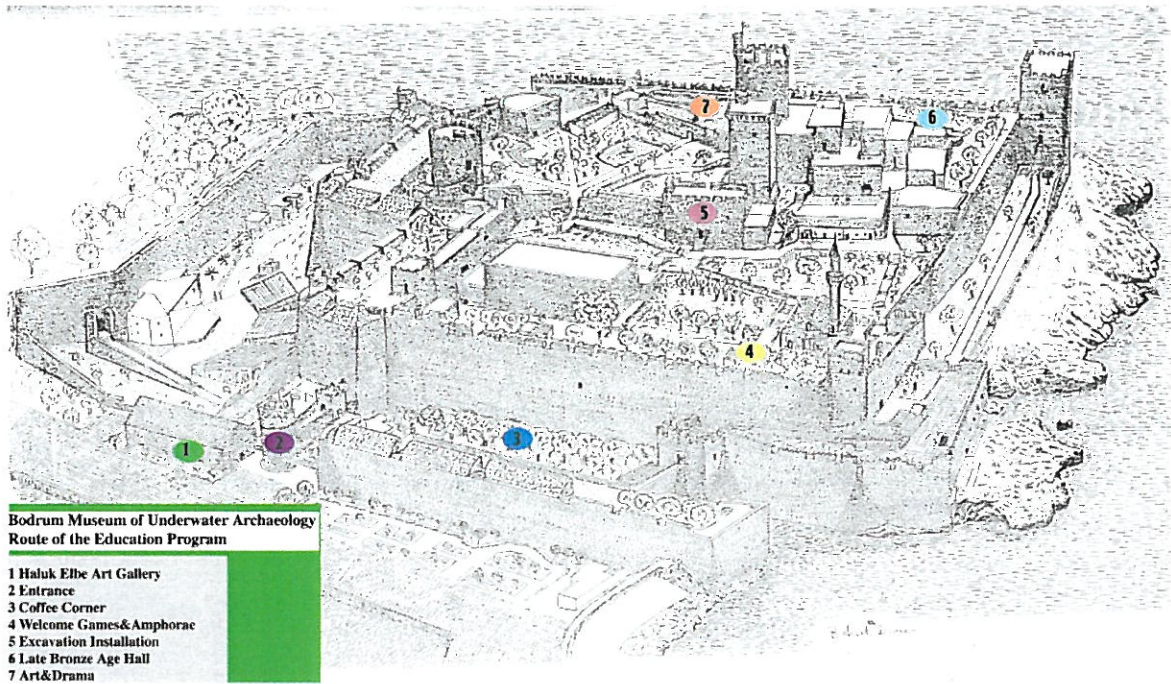 7
6
5
4
3
2
1
Bodrum Museum of Underwater Archaeology
Route of the Education Program
1 Haluk Elbe Art Gallery
2 Entrance
3 Coffee Corner
4 Welcome Games&Amphorae
5 Excavation Installation
6 Late Bronze Age Hall
7 Art&Drama